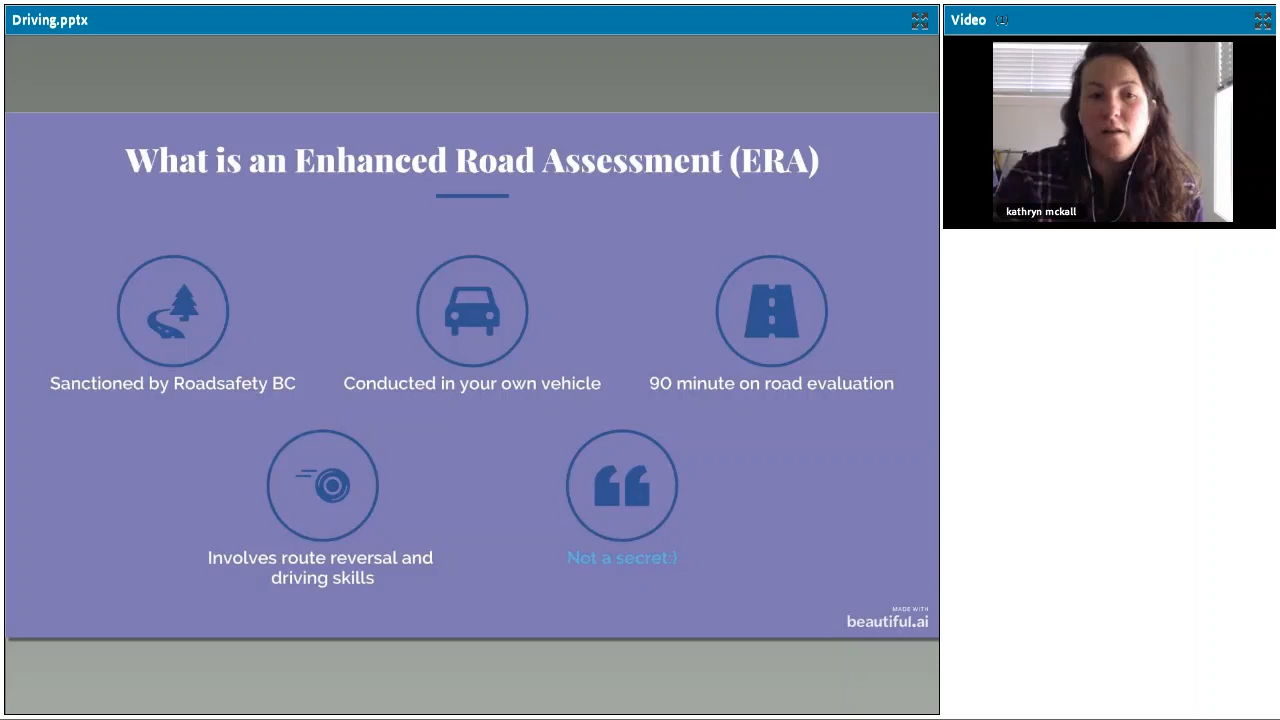 Driving.pptx
Video (1)
kathryn mckall
What is an Enhanced Road Assessment (ERA)
Sanctioned by Roadsafety BC
Conducted in your own vehicle
90 minute on road evaluation
Involves route reversal and
driving skills
Not a secret:)
MADE WITH
beautiful.ai